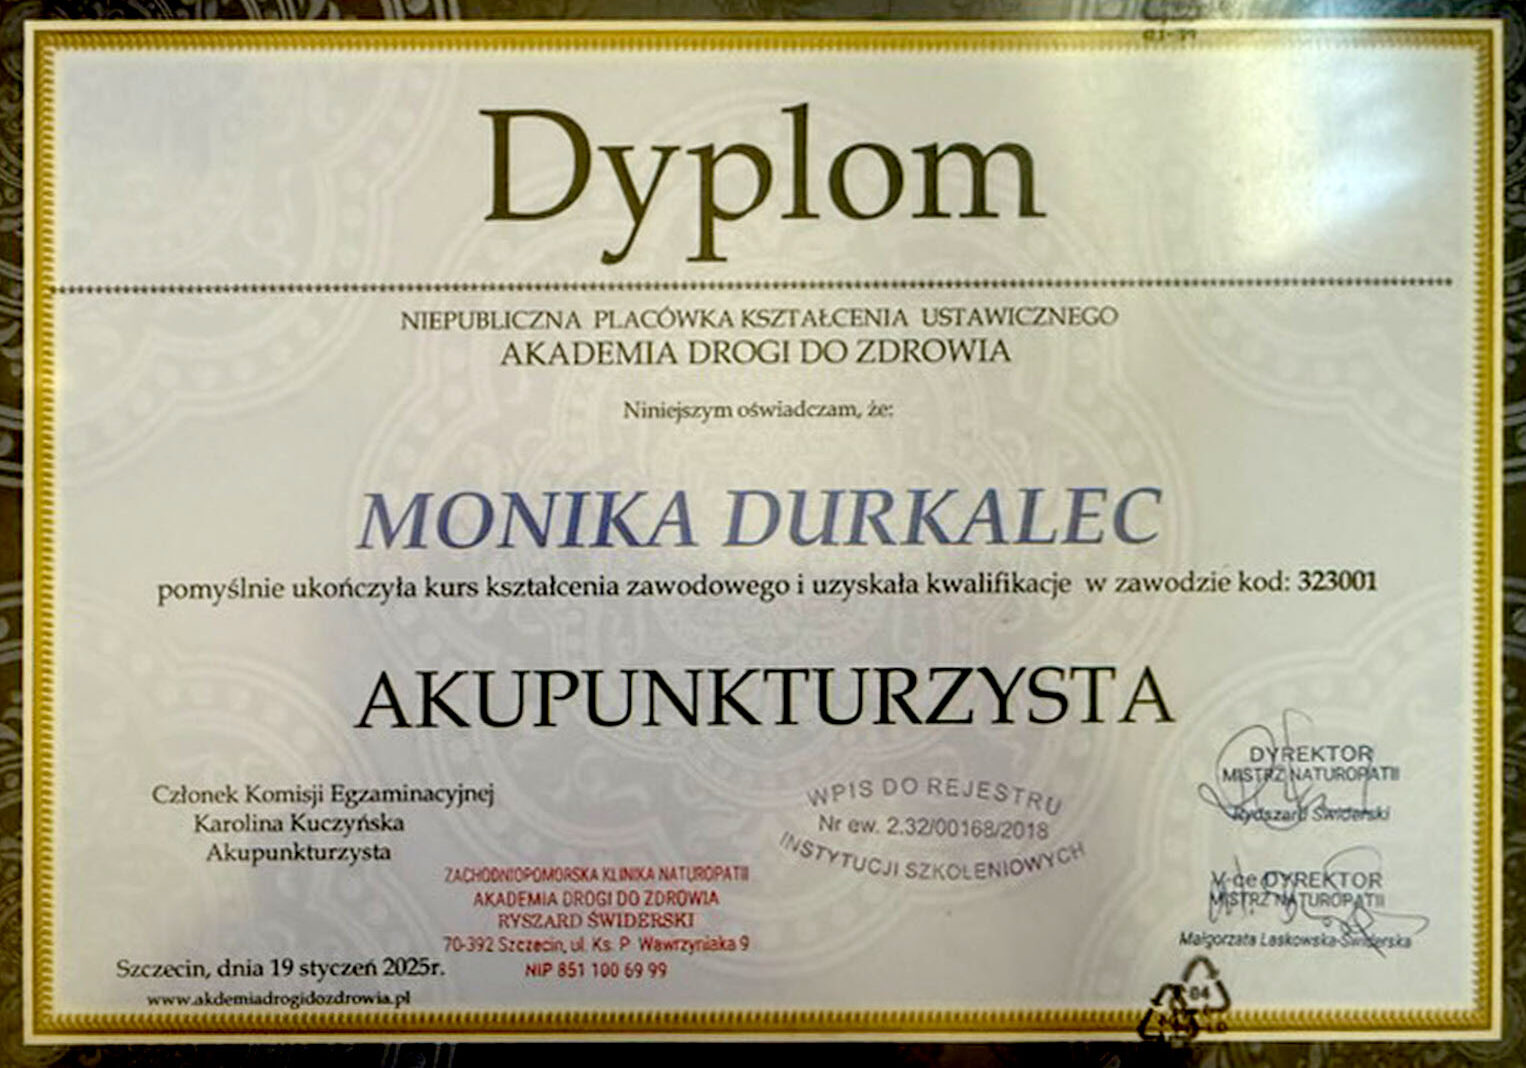 Dyplom
NIEPUBLICZNA PLACÓWKA KSZTAŁCENIA USTAWICZNEGO
AKADEMIA DROGI DO ZDROWIA
Niniejszym oświadczam, że:
MONIKA DURKALEC
pomyślnie ukończyła kurs kształcenia zawodowego i uzyskała kwalifikacje w zawodzie kod: 323001
AKUPUNKTURZYSTA
Członek Komisji Egzaminacyjnej
Karolina Kuczyńska
Akupunkturzysta
ZACHODNIOPOMORSKA KLINIKA NATUROPATII
AKADEMIA DROGI DO ZDROWIA
RYSZARD ŚWIDERSKI
70-392 Szczecin, ul. Ks. P. Wawrzyniaka 9
NIP 851 100 69 99
WPIS DO REJESTRU
Nr ew. 2.32/00168/2018
INSTYTUCJI SZKOLENIOWYCH
DYREKTOR
MISTRZ NATUROPATII
Ryszard Świderski
V-ce DYREKTOR
MISTRZ NATUROPATII
Małgorzata Laskowska-Świderska
Szczecin, dnia 19 styczeń 2025r.
www.akdemiadrogidozdrowia.pl
04